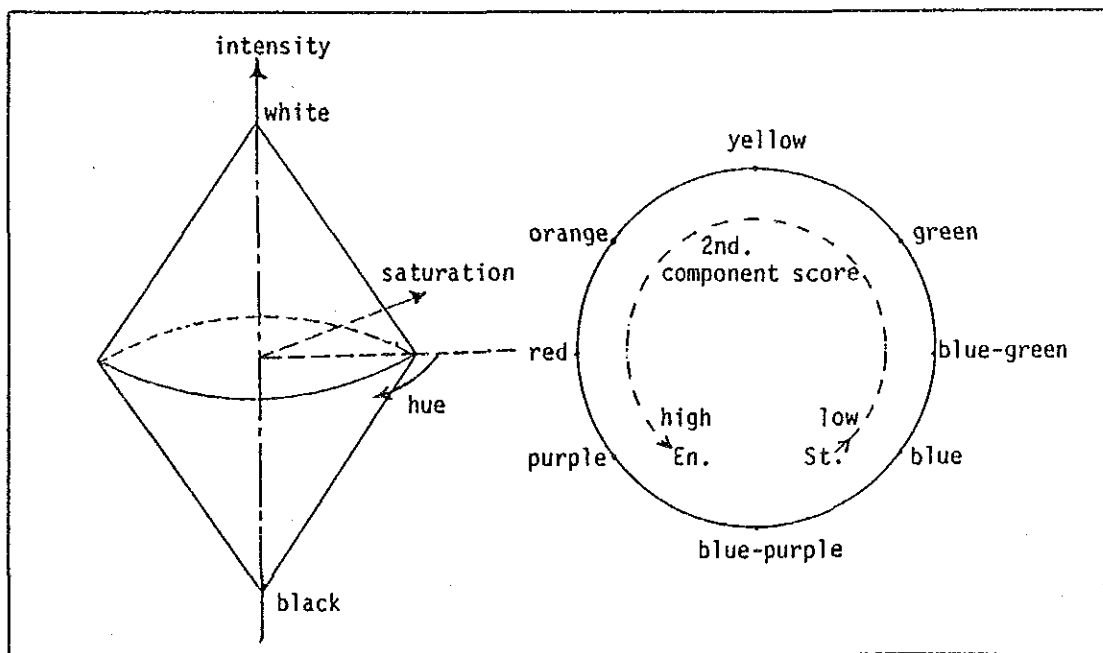 intensity
white
saturation
hue
black
yellow
orange
green
2nd.
component score
red
blue-green
high
low
purple
En.
St.
blue
blue-purple